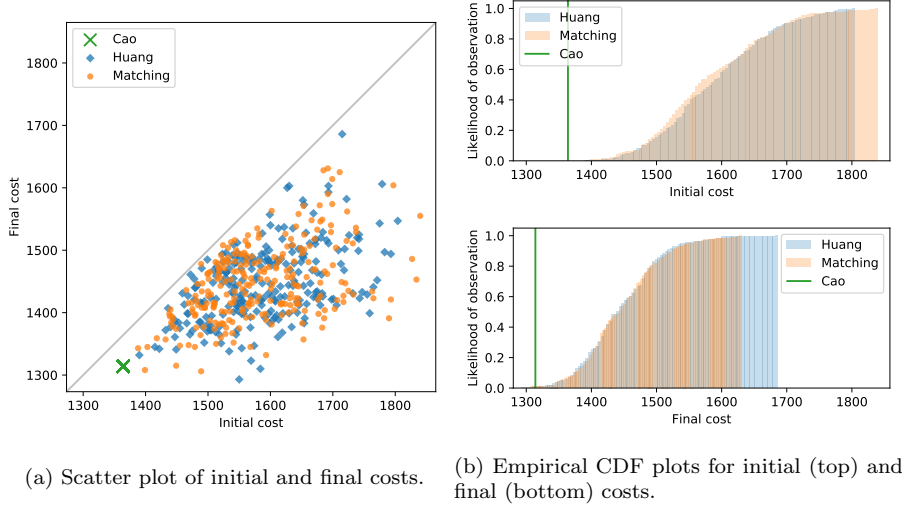 Cao
Huang
Matching
Final cost
1800
1700
1600
1500
1400
1300
1300 1400 1500 1600 1700 1800
Initial cost
(a) Scatter plot of initial and final costs.
Huang
Matching
Cao
Likelihood of observation
1.0
0.8
0.6
0.4
0.2
0.0
1300 1400 1500 1600 1700 1800
Initial cost
Huang
Matching
Cao
Likelihood of observation
1.0
0.8
0.6
0.4
0.2
0.0
1300 1400 1500 1600 1700 1800
Final cost
(b) Empirical CDF plots for initial (top) and
final (bottom) costs.